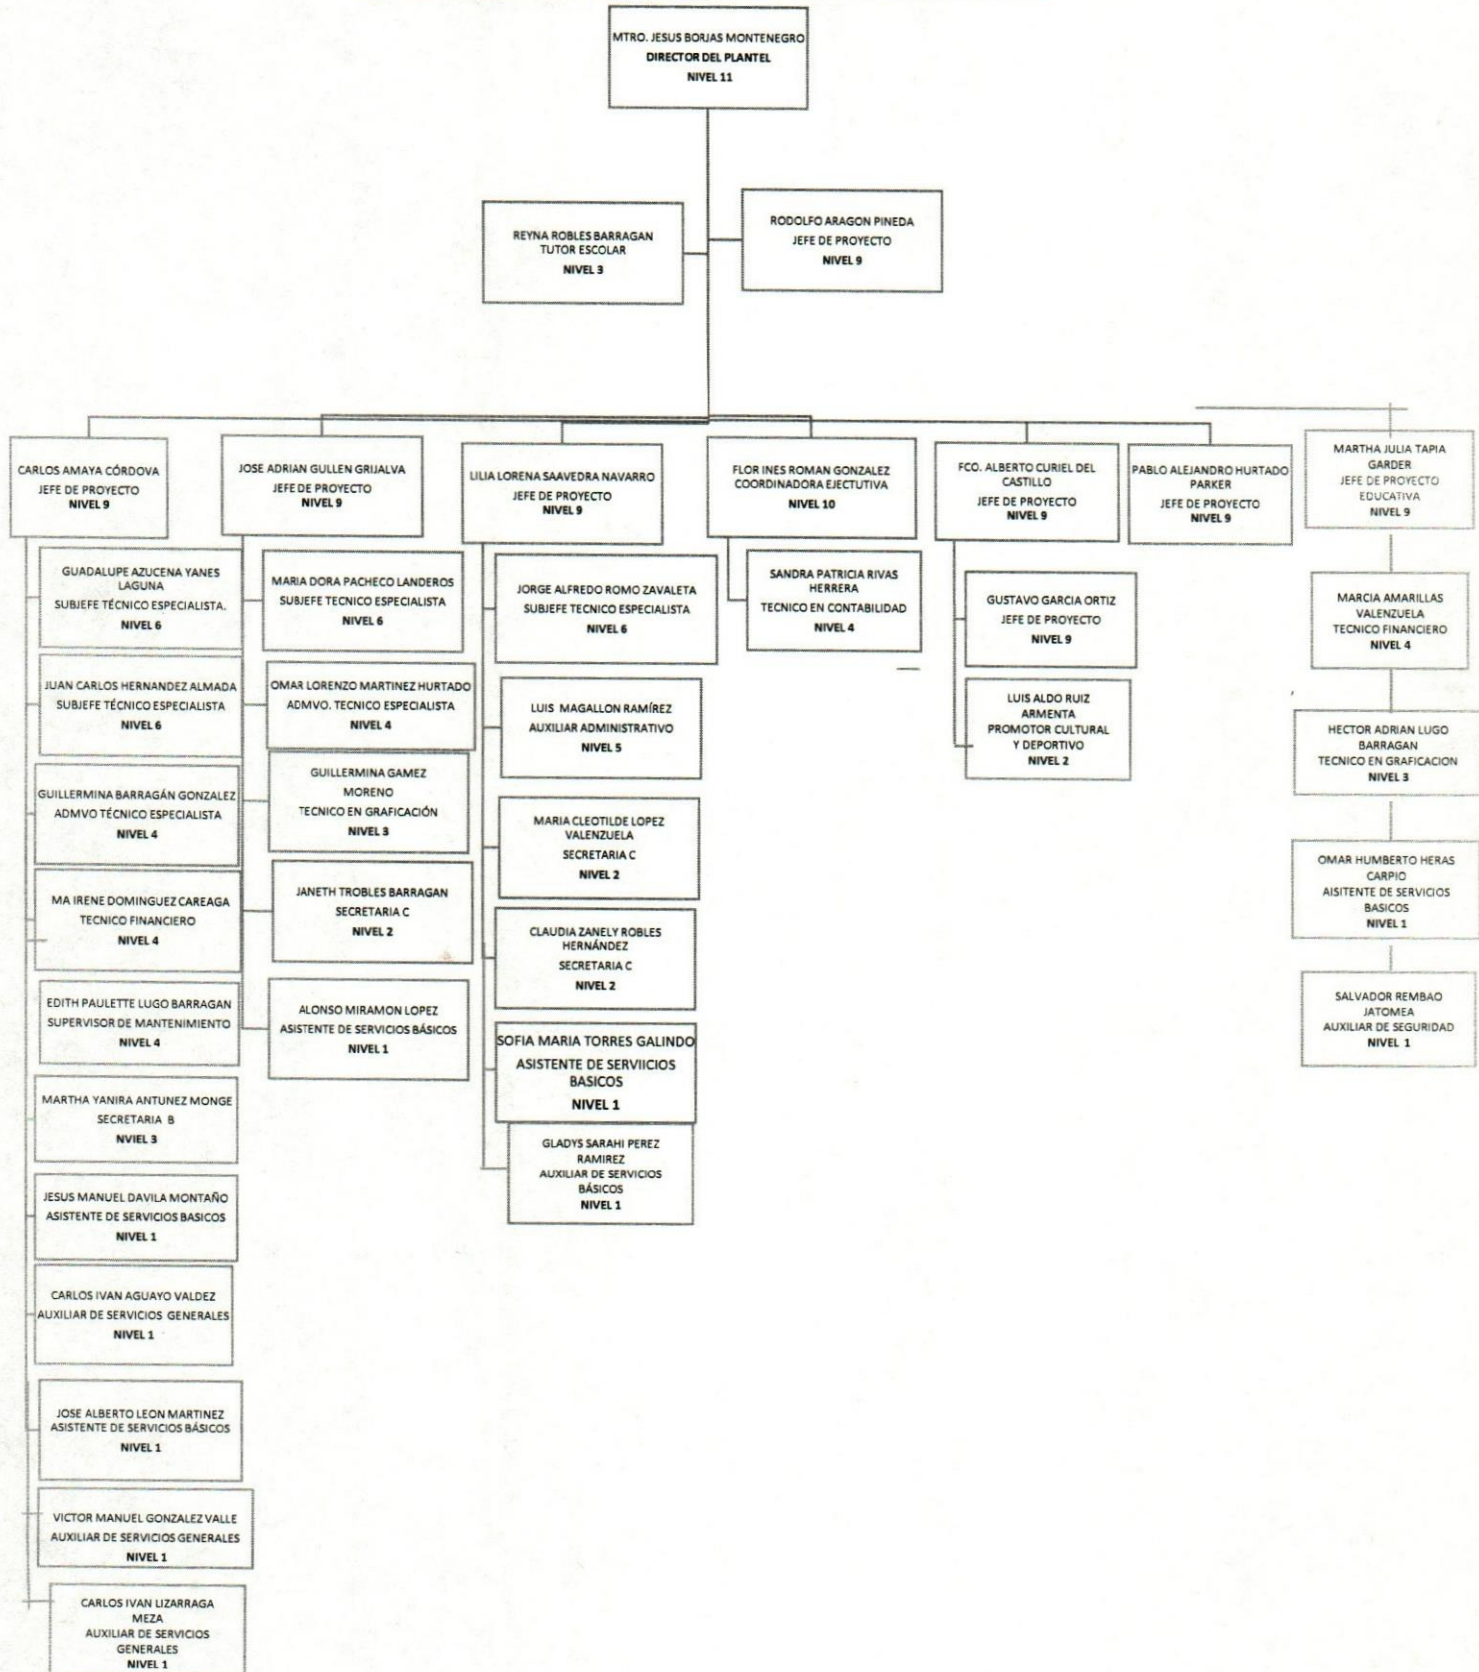 MTRO. JESUS BORJAS MONTENEGRO
DIRECTOR DEL PLANTEL
NIVEL 11
REYNA ROBLES BARRAGAN
TUTOR ESCOLAR
NIVEL 3
RODOLFO ARAGON PINEDA
JEFE DE PROYECTO
NIVEL 9
CARLOS AMAYA CÓRDOVA
JEFE DE PROYECTO
NIVEL 9
GUADALUPE AZUCENA YANES
LAGUNA
SUBJEFE TÉCNICO ESPECIALISTA.
NIVEL 6
JUAN CARLOS HERNANDEZ ALMADA
SUBJEFE TÉCNICO ESPECIALISTA
NIVEL 6
GUILLERMINA BARRAGÁN GONZALEZ
ADMVO TÉCNICO ESPECIALISTA
NIVEL 4
MA IRENE DOMINGUEZ CAREAGA
TECNICO FINANCIERO
NIVEL 4
EDITH PAULETTE LUGO BARRAGAN
SUPERVISOR DE MANTENIMIENTO
NIVEL 4
MARTHA YANIRA ANTUNEZ MONGE
SECRETARIA B
NVIEL 3
JESUS MANUEL DAVILA MONTAÑO
ASISTENTE DE SERVICIOS BASICOS
NIVEL 1
CARLOS IVAN AGUAYO VALDEZ
AUXILIAR DE SERVICIOS GENERALES
NIVEL 1
JOSE ALBERTO LEON MARTINEZ
ASISTENTE DE SERVICIOS BÁSICOS
NIVEL 1
VICTOR MANUEL GONZALEZ VALLE
AUXILIAR DE SERVICIOS GENERALES
NIVEL 1
CARLOS IVAN LIZARRAGA
MEZA
AUXILIAR DE SERVICIOS
GENERALES
NIVEL 1
JOSE ADRIAN GULLEN GRIJALVA
JEFE DE PROYECTO
NIVEL 9
MARIA DORA PACHECO LANDEROS
SUBJEFE TECNICO ESPECIALISTA
NIVEL 6
OMAR LORENZO MARTINEZ HURTADO
ADMVO. TECNICO ESPECIALISTA
NIVEL 4
GUILLERMINA GAMEZ
MORENO
TECNICO EN GRAFICACIÓN
NIVEL 3
JANETH TROBLES BARRAGAN
SECRETARIA C
NIVEL 2
ALONSO MIRAMON LOPEZ
ASISTENTE DE SERVICIOS BÁSICOS
NIVEL 1
LILIA LORENA SAAVEDRA NAVARRO
JEFE DE PROYECTO
NIVEL 9
JORGE ALFREDO ROMO ZAVALETA
SUBJEFE TECNICO ESPECIALISTA
NIVEL 6
LUIS MAGALLON RAMÍREZ
AUXILIAR ADMINISTRATIVO
NIVEL 5
MARIA CLEOTILDE LOPEZ
VALENZUELA
SECRETARIA C
NIVEL 2
CLAUDIA ZANELY ROBLES
HERNÁNDEZ
SECRETARIA C
NIVEL 2
SOFIA MARIA TORRES GALINDO
ASISTENTE DE SERVIICIOS
BASICOS
NIVEL 1
GLADYS SARAHI PEREZ
RAMIREZ
AUXILIAR DE SERVICIOS
BÁSICOS
NIVEL 1
FLOR INES ROMAN GONZALEZ
COORDINADORA EJECTUTIVA
NIVEL 10
SANDRA PATRICIA RIVAS
HERRERA
TECNICO EN CONTABILIDAD
NIVEL 4
FCO. ALBERTO CURIEL DEL
CASTILLO
JEFE DE PROYECTO
NIVEL 9
GUSTAVO GARCIA ORTIZ
JEFE DE PROYECTO
NIVEL 9
LUIS ALDO RUIZ
ARMENTA
PROMOTOR CULTURAL
Y DEPORTIVO
NIVEL 2
PABLO ALEJANDRO HURTADO
PARKER
JEFE DE PROYECTO
NIVEL 9
MARTHA JULIA TAPIA
GARDER
JEFE DE PROYECTO
EDUCATIVA
NIVEL 9
MARCIA AMARILLAS
VALENZUELA
TECNICO FINANCIERO
NIVEL 4
HECTOR ADRIAN LUGO
BARRAGAN
TECNICO EN GRAFICACION
NIVEL 3
OMAR HUMBERTO HERAS
CARPIO
AISITENTE DE SERVICIOS
BASICOS
NIVEL 1
SALVADOR REMBAO
JATOMEA
AUXILIAR DE SEGURIDAD
NIVEL 1